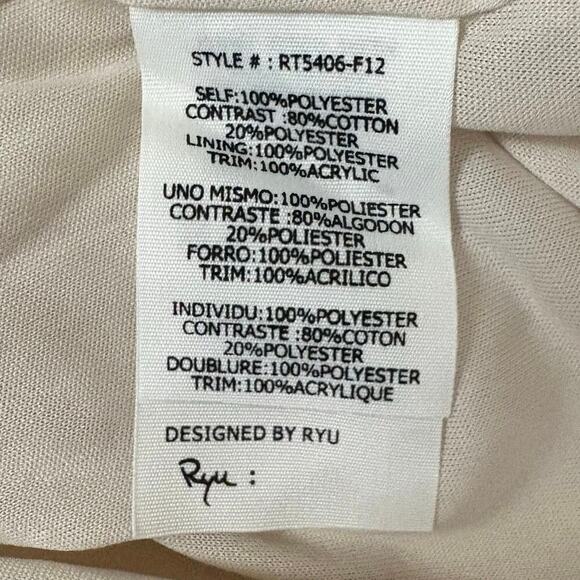 STYLE # : RT5406-F12
SELF:100%POLYESTER
CONTRAST :80%COTTON
20%POLYESTER
LINING:100%POLYESTER
TRIM:100%ACRYLIC
UNO MISMO:100%POLIESTER
CONTRASTE :80%ALGODON
20%POLIESTER
FORRO:100%POLIESTER
TRIM:100%ACRILICO
INDIVIDU:100%POLYESTER
CONTRASTE :80%COTON
20%POLYESTER
DOUBLURE:100%POLYESTER
TRIM:100%ACRYLIQUE
DESIGNED BY RYU
Ryu :